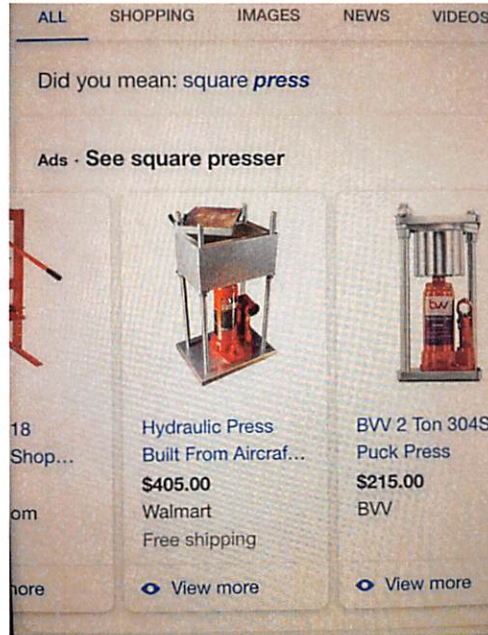 ALL SHOPPING IMAGES NEWS VIDEOS
Did you mean: square press
Ads · See square presser
18
Shop...
om
ore
Hydraulic Press
Built From Aircraf...
$405.00
Walmart
Free shipping
View more
BVV 2 Ton 304S
Puck Press
$215.00
BVV
View more